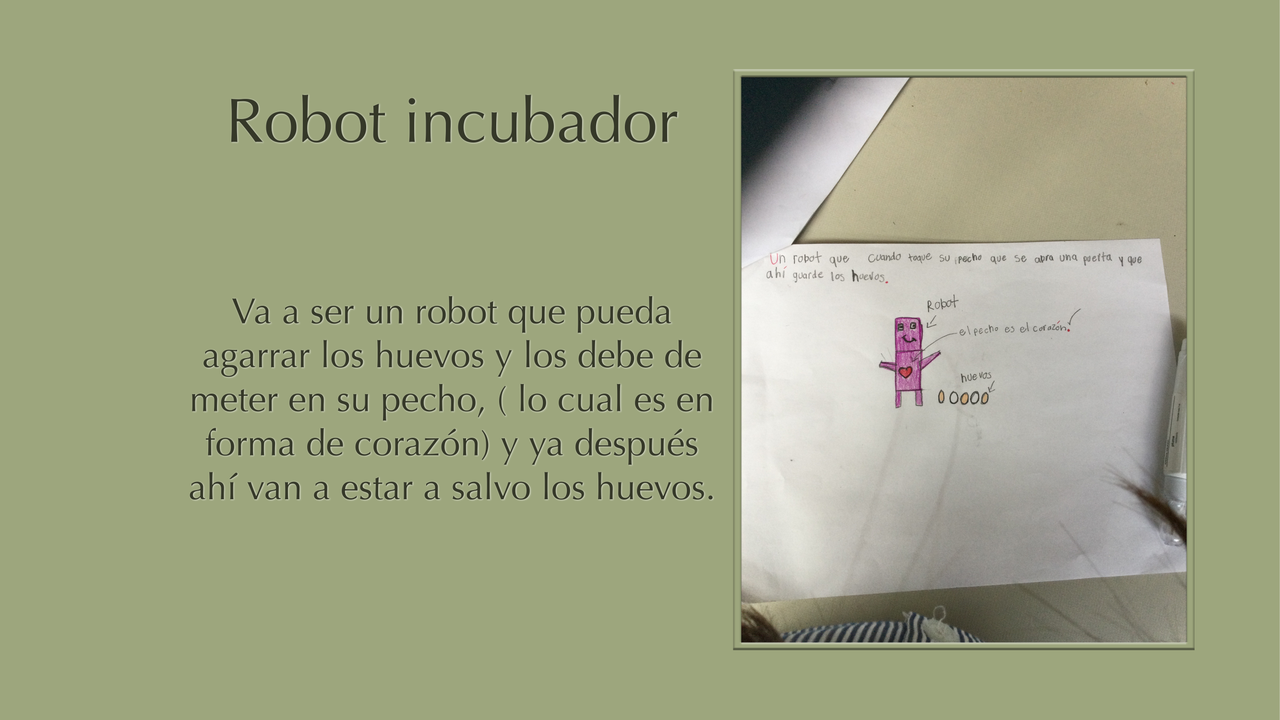 Robot incubador
Va a ser un robot que pueda
agarrar los huevos y los debe de
meter en su pecho, ( lo cual es en
forma de corazón) y ya después
ahí van a estar a salvo los huevos.
Un robot que cuando toque su pecho que se abra una puerta y que
ahí guarde los huevos.
Robot
el pecho es el corazón.
huevos